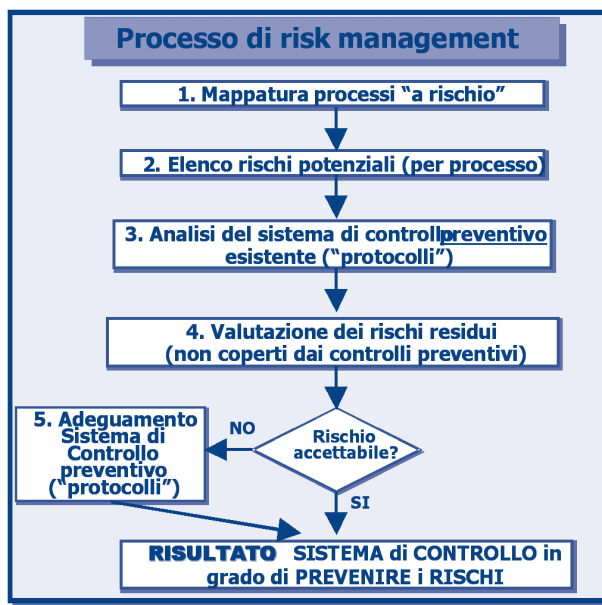 Processo di risk management
1. Mappatura processi “a rischio”
2. Elenco rischi potenziali (per processo)
3. Analisi del sistema di controllo preventivo
esistente (“protocolli”)
4. Valutazione dei rischi residui
(non coperti dai controlli preventivi)
Rischio
accettabile?
NO
5. Adeguamento
Sistema di
Controllo
preventivo
(“protocolli”)
SI
RISULTATO SISTEMA di CONTROLLO in
grado di PREVENIRE i RISCHI